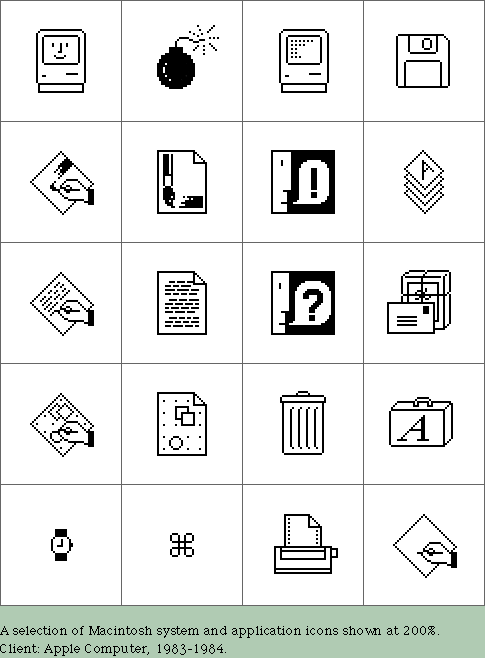 A
A selection of Macintosh system and application icons shown at 200%.
Client: Apple Computer, 1983-1984.